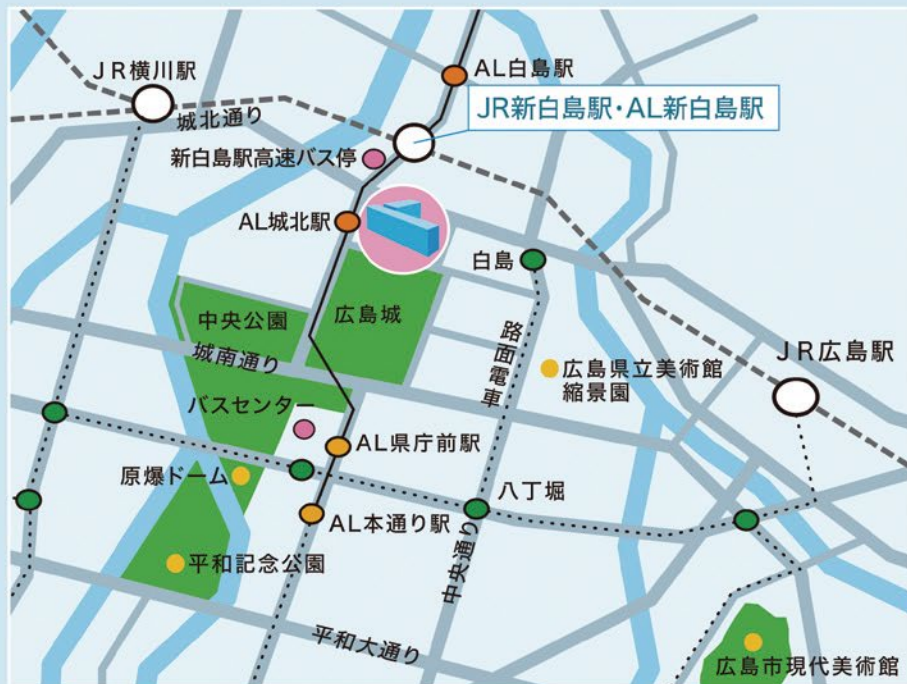 AL白島駅
JR横川駅
JR新白島駅・AL新白島駅
城北通り
新白島駅高速バス停
AL城北駅
白島
中央公園
広島城
路面電車
城南通り
JR広島駅
広島県立美術館
縮景園
バスセンター
AL県庁前駅
原爆ドーム
八丁堀
AL本通り駅
平和記念公園
中央通り
平和大通り
広島市現代美術館